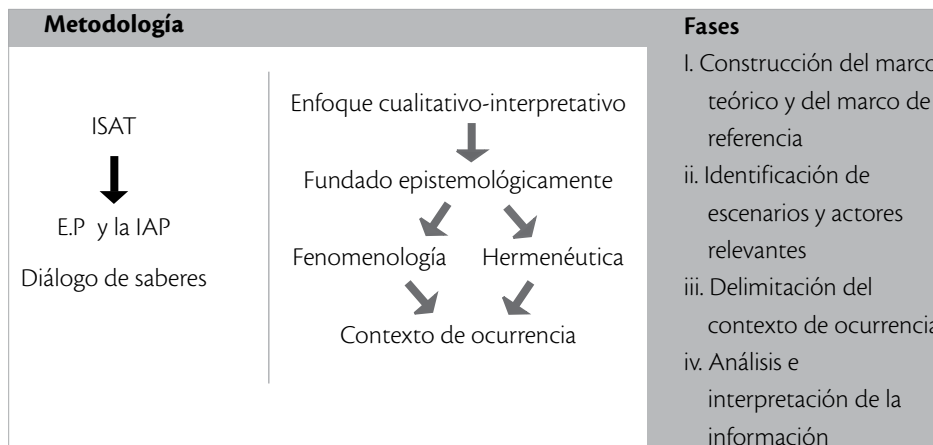 Metodología
ISAT
E.P y la IAP
Diálogo de saberes
Enfoque cualitativo-interpretativo
Fundado epistemológicamente
Fenomenología Hermenéutica
Contexto de ocurrencia
Fases
I. Construcción del marco
teórico y del marco de
referencia
ii. Identificación de
escenarios y actores
relevantes
iii. Delimitación del
contexto de ocurrencia
iv. Análisis e
interpretación de la
información